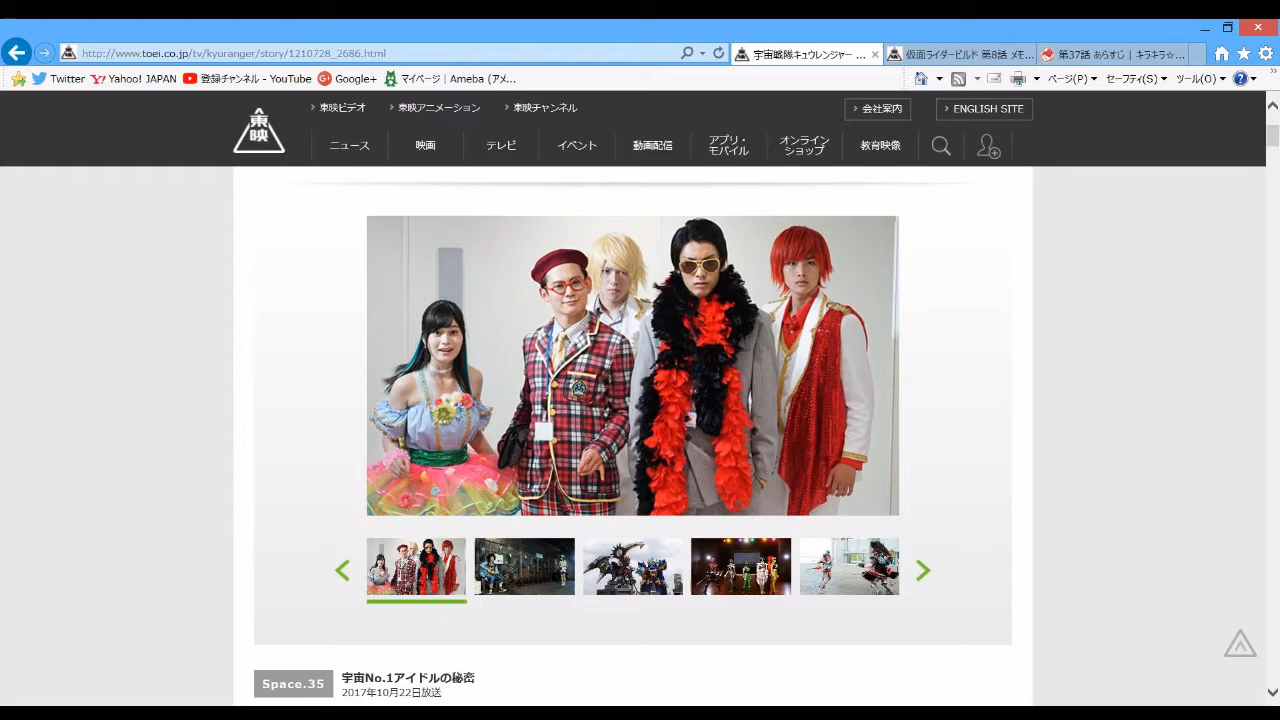 http://www.toei.co.jp/tv/kyuranger/story/1210728_2686.html
宇宙戦隊キュウレンジャー ...
仮面ライダービルド 第8話 メモ...
第37話 あらすじ | キラキラ☆...
Twitter
Yahoo! JAPAN
登録チャンネル - YouTube
Google+
マイページ | Ameba (アメ...
ページ(P)
セーフティ(S)
ツール(O)
東映ビデオ
東映アニメーション
東映チャンネル
会社案内
ENGLISH SITE
東映
ニュース
映画
テレビ
イベント
動画配信
アプリ・
モバイル
オンライン
ショップ
教育映像
Space.35
宇宙No.1アイドルの秘密
2017年10月22日放送